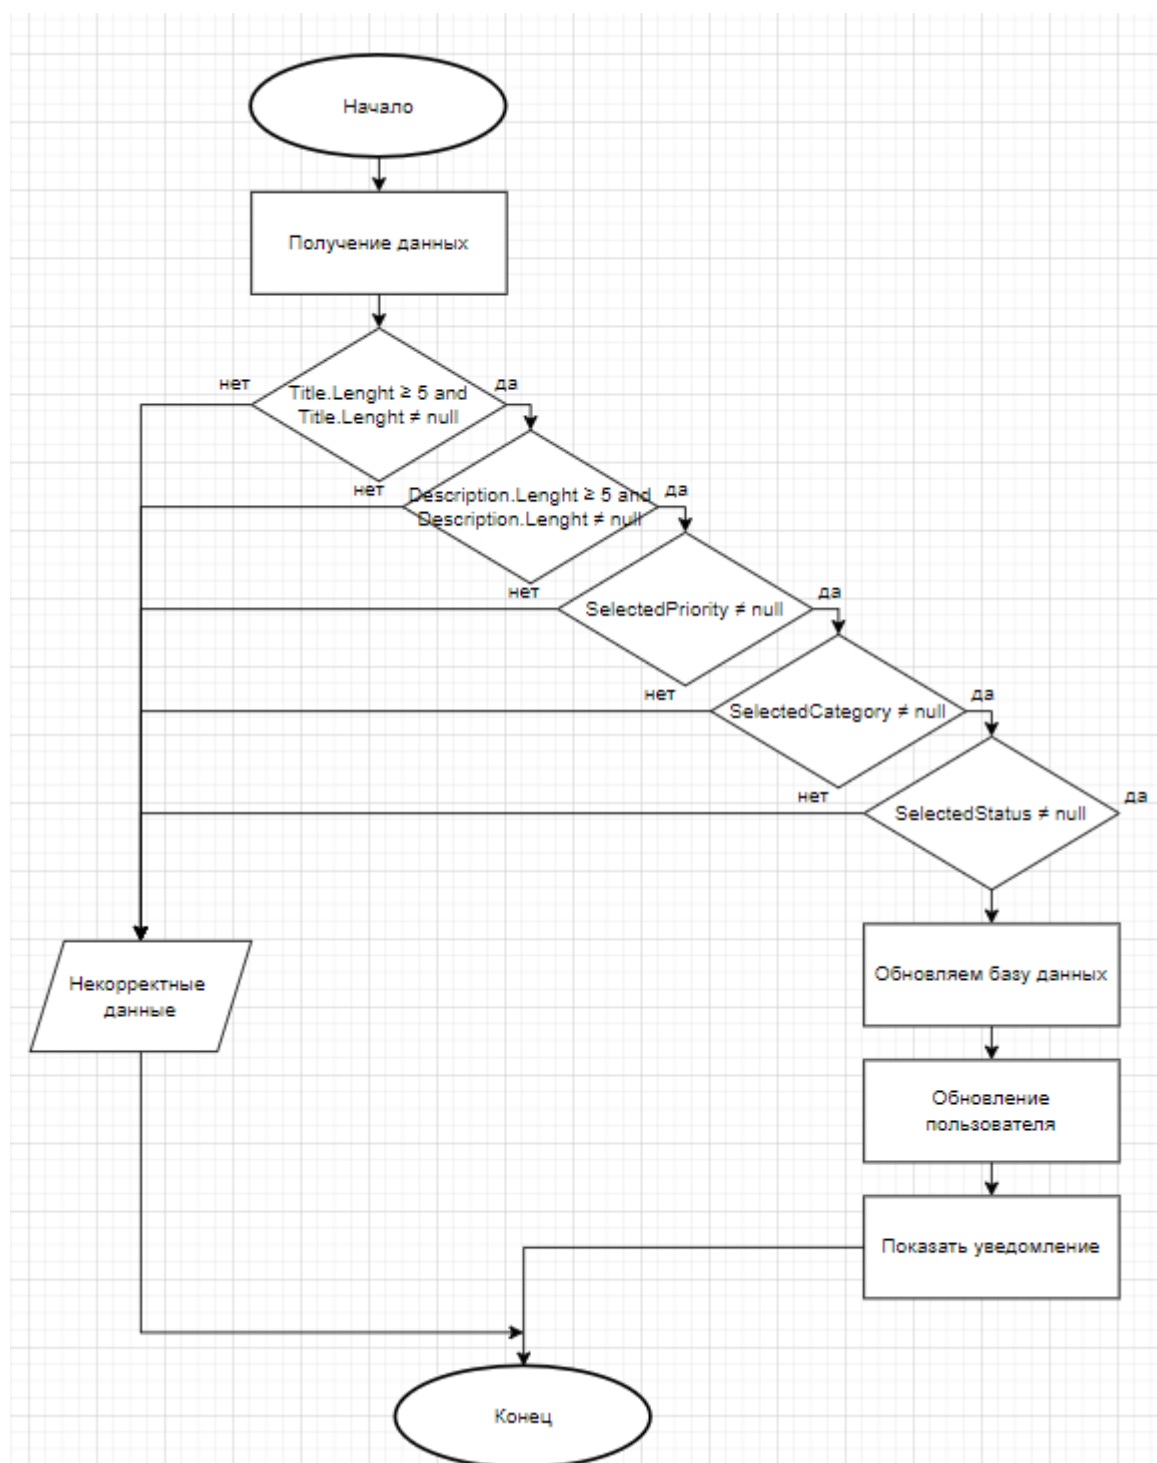 Начало
Получение данных
нет
да
Title.Lenght ≥ 5 and
Title.Lenght ≠ null
нет
да
Description.Lenght ≥ 5 and
Description.Lenght ≠ null
нет
да
SelectedPriority ≠ null
нет
да
SelectedCategory ≠ null
нет
да
SelectedStatus ≠ null
Некорректные
данные
Обновляем базу данных
Обновление
пользователя
Показать уведомление
Конец